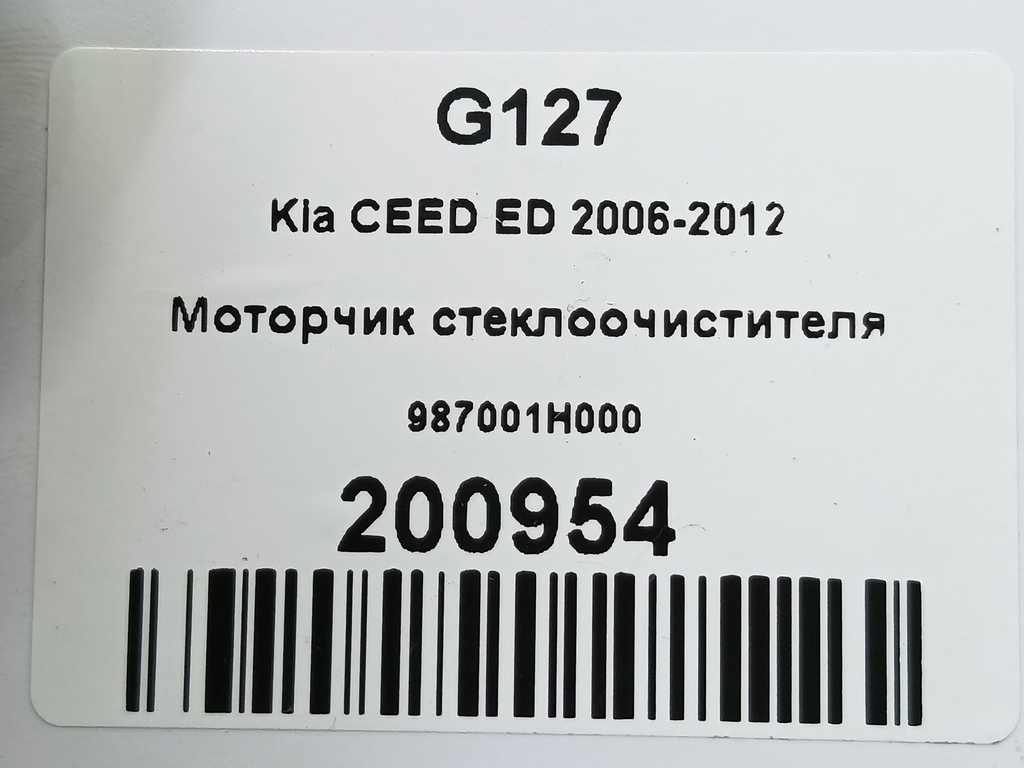 G127
Kia CEED ED 2006-2012
Моторчик стеклоочистителя
987001H000
200954